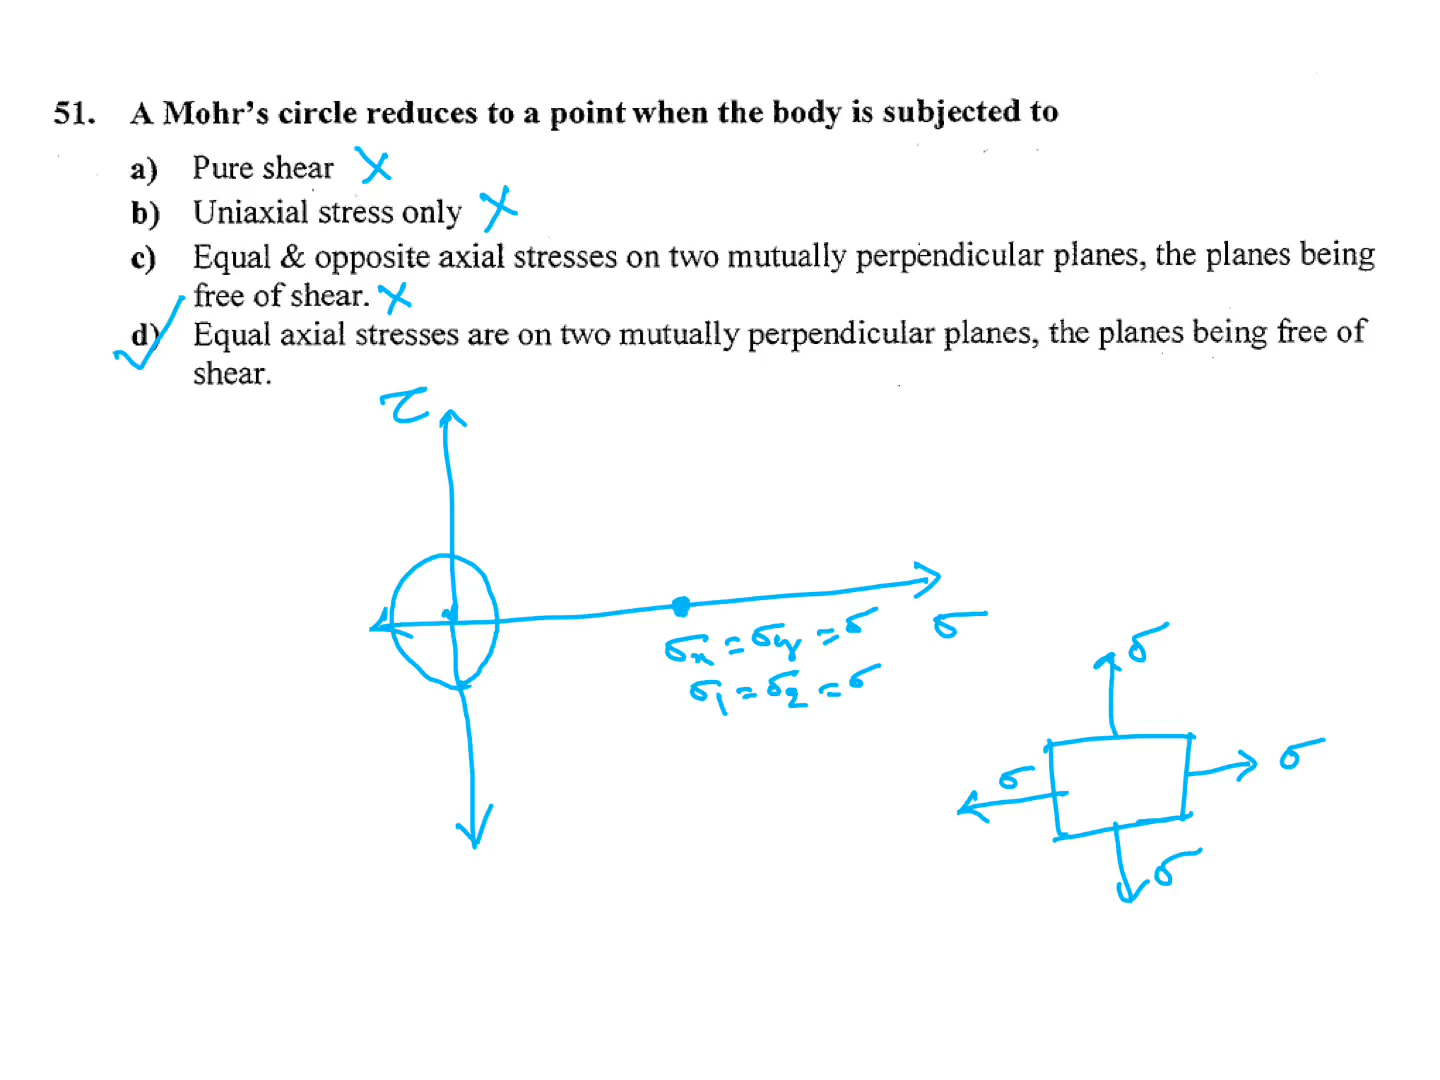 51. A Mohr's circle reduces to a point when the body is subjected to
a) Pure shear X
b) Uniaxial stress only X
c) Equal & opposite axial stresses on two mutually perpendicular planes, the planes being
free of shear. X
d) Equal axial stresses are on two mutually perpendicular planes, the planes being free of
shear.
τ
σx = σy = σ
σ
σ1 = σ2 = σ
σ
σ
σ
σ